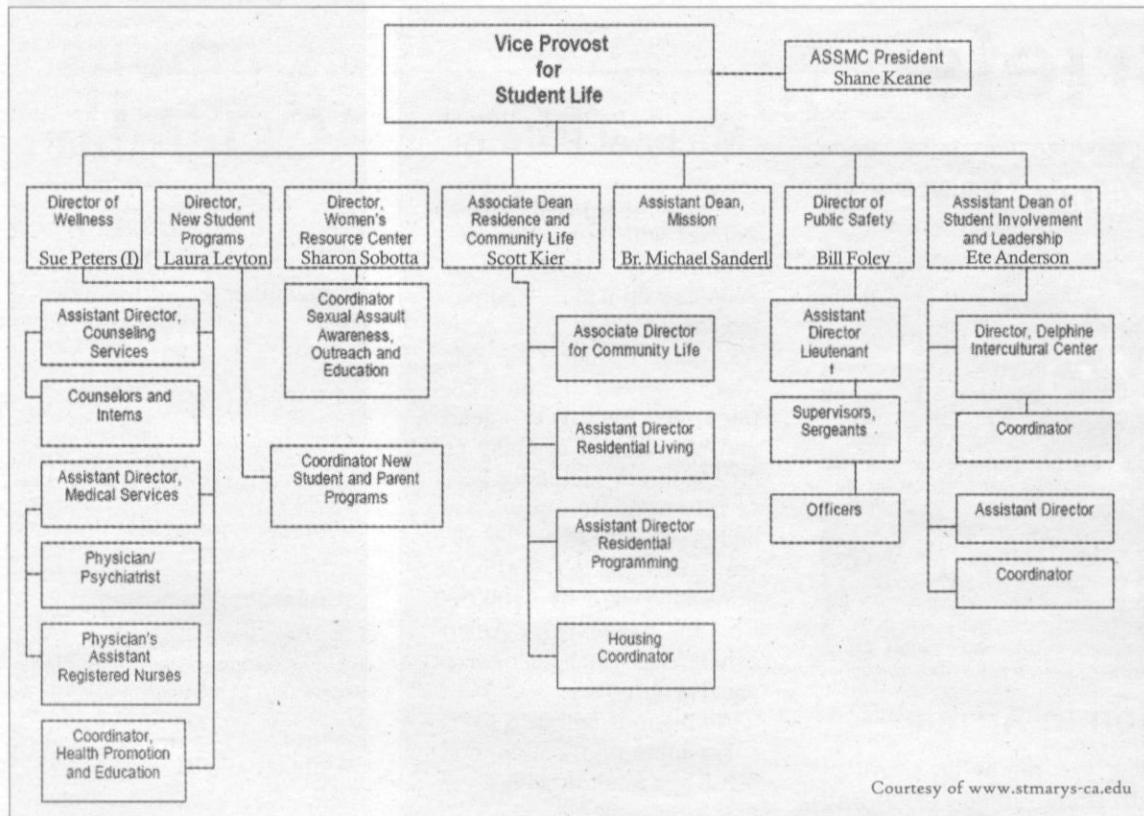 Vice Provost
for
Student Life
ASSMC President
Shane Keane
Director of
Wellness
Sue Peters (I)
Director,
New Student
Programs
Laura Leyton
Director,
Women's
Resource Center
Sharon Sobotta
Associate Dean
Residence and
Community Life
Scott Kier
Assistant Dean,
Mission
Br. Michael Sanderl
Director of
Public Safety
Bill Foley
Assistant Dean of
Student Involvement
and Leadership
Ete Anderson
Assistant Director,
Counseling
Services
Counselors and
Interns
Assistant Director,
Medical Services
Physician/
Psychiatrist
Physician's
Assistant
Registered Nurses
Coordinator,
Health Promotion
and Education
Coordinator
Sexual Assault
Awareness,
Outreach and
Education
Coordinator New
Student and Parent
Programs
Associate Director
for Community Life
Assistant Director
Residential Living
Assistant Director
Residential
Programming
Housing
Coordinator
Assistant
Director
Lieutenant
t
Supervisors,
Sergeants
Officers
Director, Delphine
Intercultural Center
Coordinator
Assistant Director
Coordinator
Courtesy of www.stmarys-ca.edu